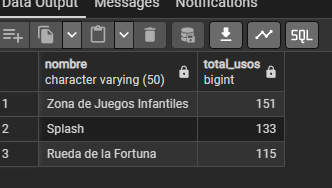 Data Output Messages Notifications
SQL
nombre total_usos
character varying (50) bigint
1 Zona de Juegos Infantiles 151
2 Splash 133
3 Rueda de la Fortuna 115